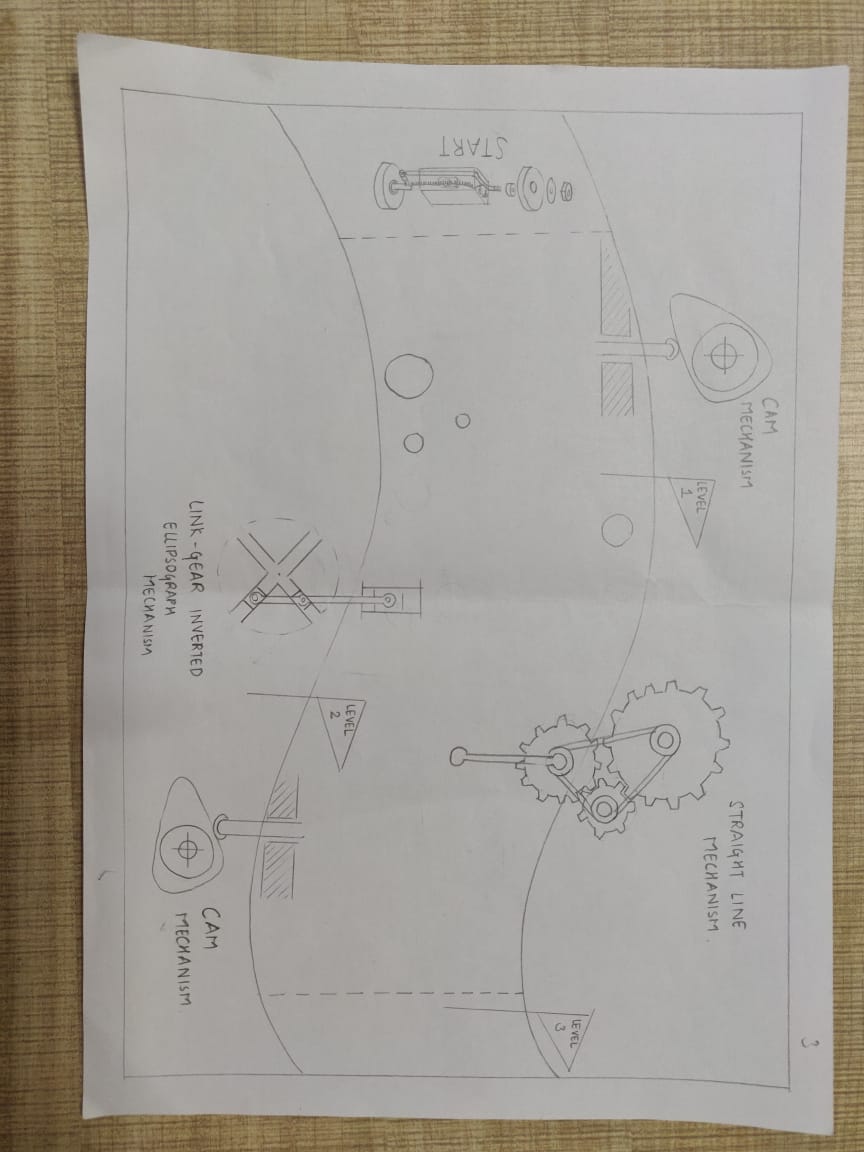 START
CAM
MECHANISM
LEVEL
1
LINK-GEAR INVERTED
ELLIPSOGRAPH
MECHANISM
LEVEL
2
STRAIGHT LINE
MECHANISM.
CAM
MECHANISM
LEVEL
3
3